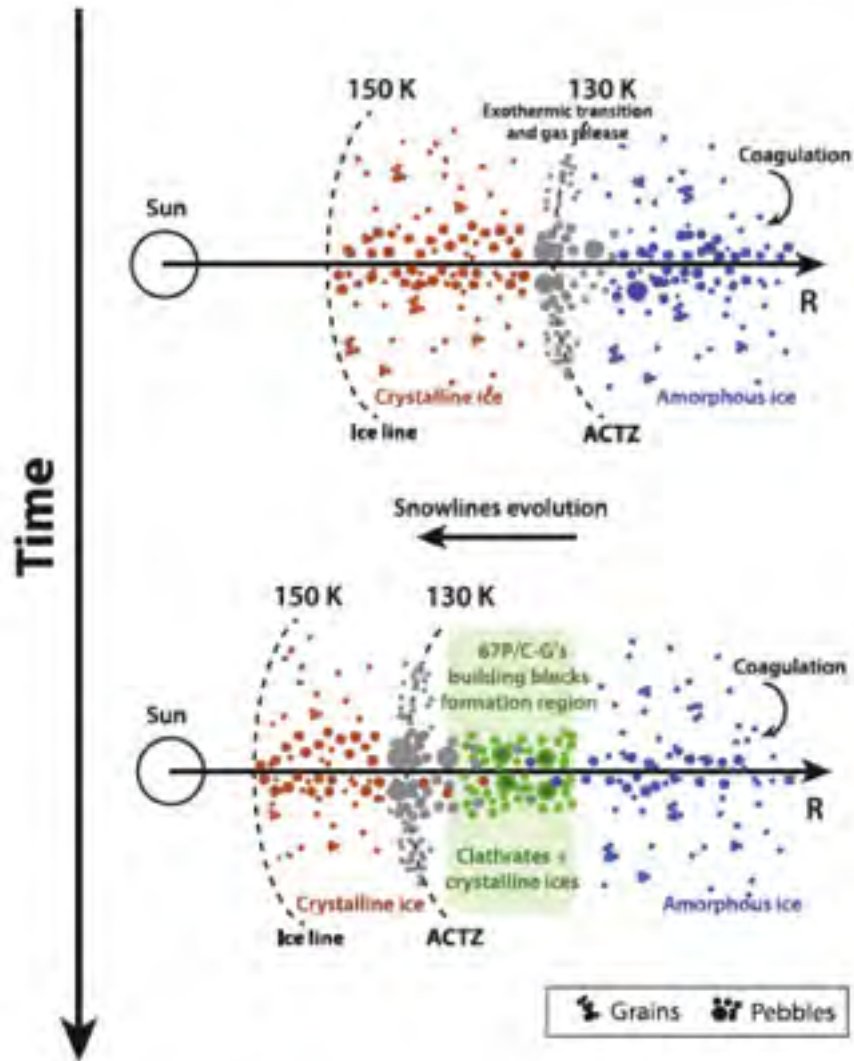 Time
150 K
130 K
Exothermic transition
and gas release
Coagulation
Sun
R
Crystalline ice
Amorphous ice
Ice line
ACTZ
Snowlines evolution
150 K
130 K
67P/C-G's
building blocks
formation region
Coagulation
Sun
R
Clathrates +
crystalline ices
Crystalline ice
Amorphous ice
Ice line
ACTZ
Grains
Pebbles